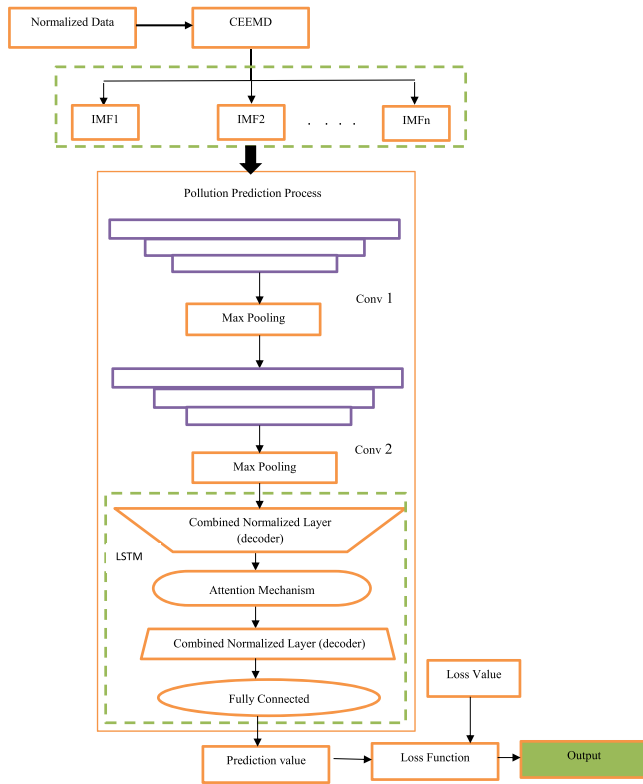 Normalized Data
CEEMD
IMF1
IMF2
. . . .
IMFn
Pollution Prediction Process
Conv 1
Max Pooling
Conv 2
Max Pooling
Combined Normalized Layer
(decoder)
LSTM
Attention Mechanism
Combined Normalized Layer (decoder)
Fully Connected
Loss Value
Prediction value
Loss Function
Output